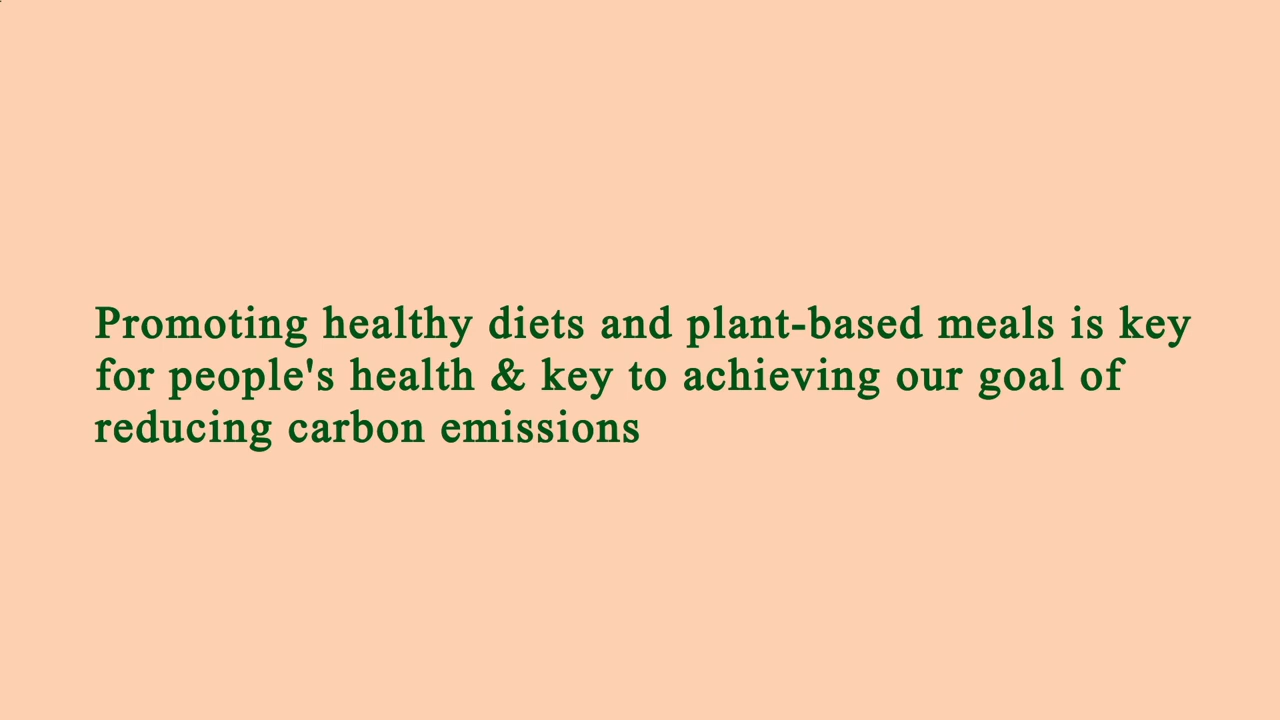 Promoting healthy diets and plant-based meals is key
for people's health & key to achieving our goal of
reducing carbon emissions